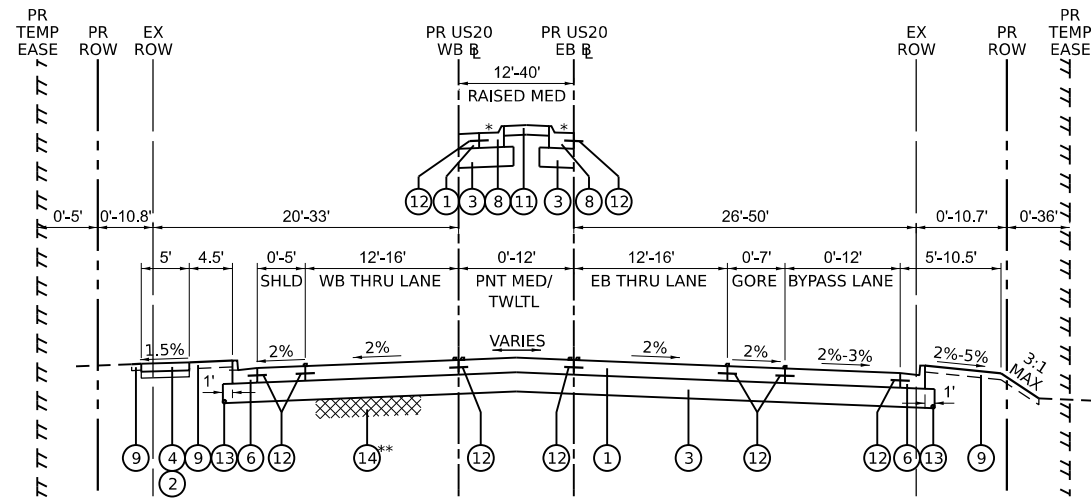 PR TEMP EASE
PR ROW
EX ROW
PR US20 WB ℄
PR US20 EB ℄
EX ROW
PR ROW
PR TEMP EASE
12'-40'
RAISED MED
* *
12 1 3 8 11 3 8 12
0'-5' 0'-10.8' 20'-33' 26'-50' 0'-10.7' 0'-36'
5' 4.5' 0'-5' 12'-16' 0'-12' 12'-16' 0'-7' 0'-12' 5'-10.5'
SHLD WB THRU LANE PNT MED/ TWLTL EB THRU LANE GORE BYPASS LANE
1.5% 2% 2% VARIES 2% 2% 2%-3% 2%-5% 3:1 MAX
1' 1'
9 4 9 13 6 12 14** 12 12 1 3 12 12 6 13 9
2